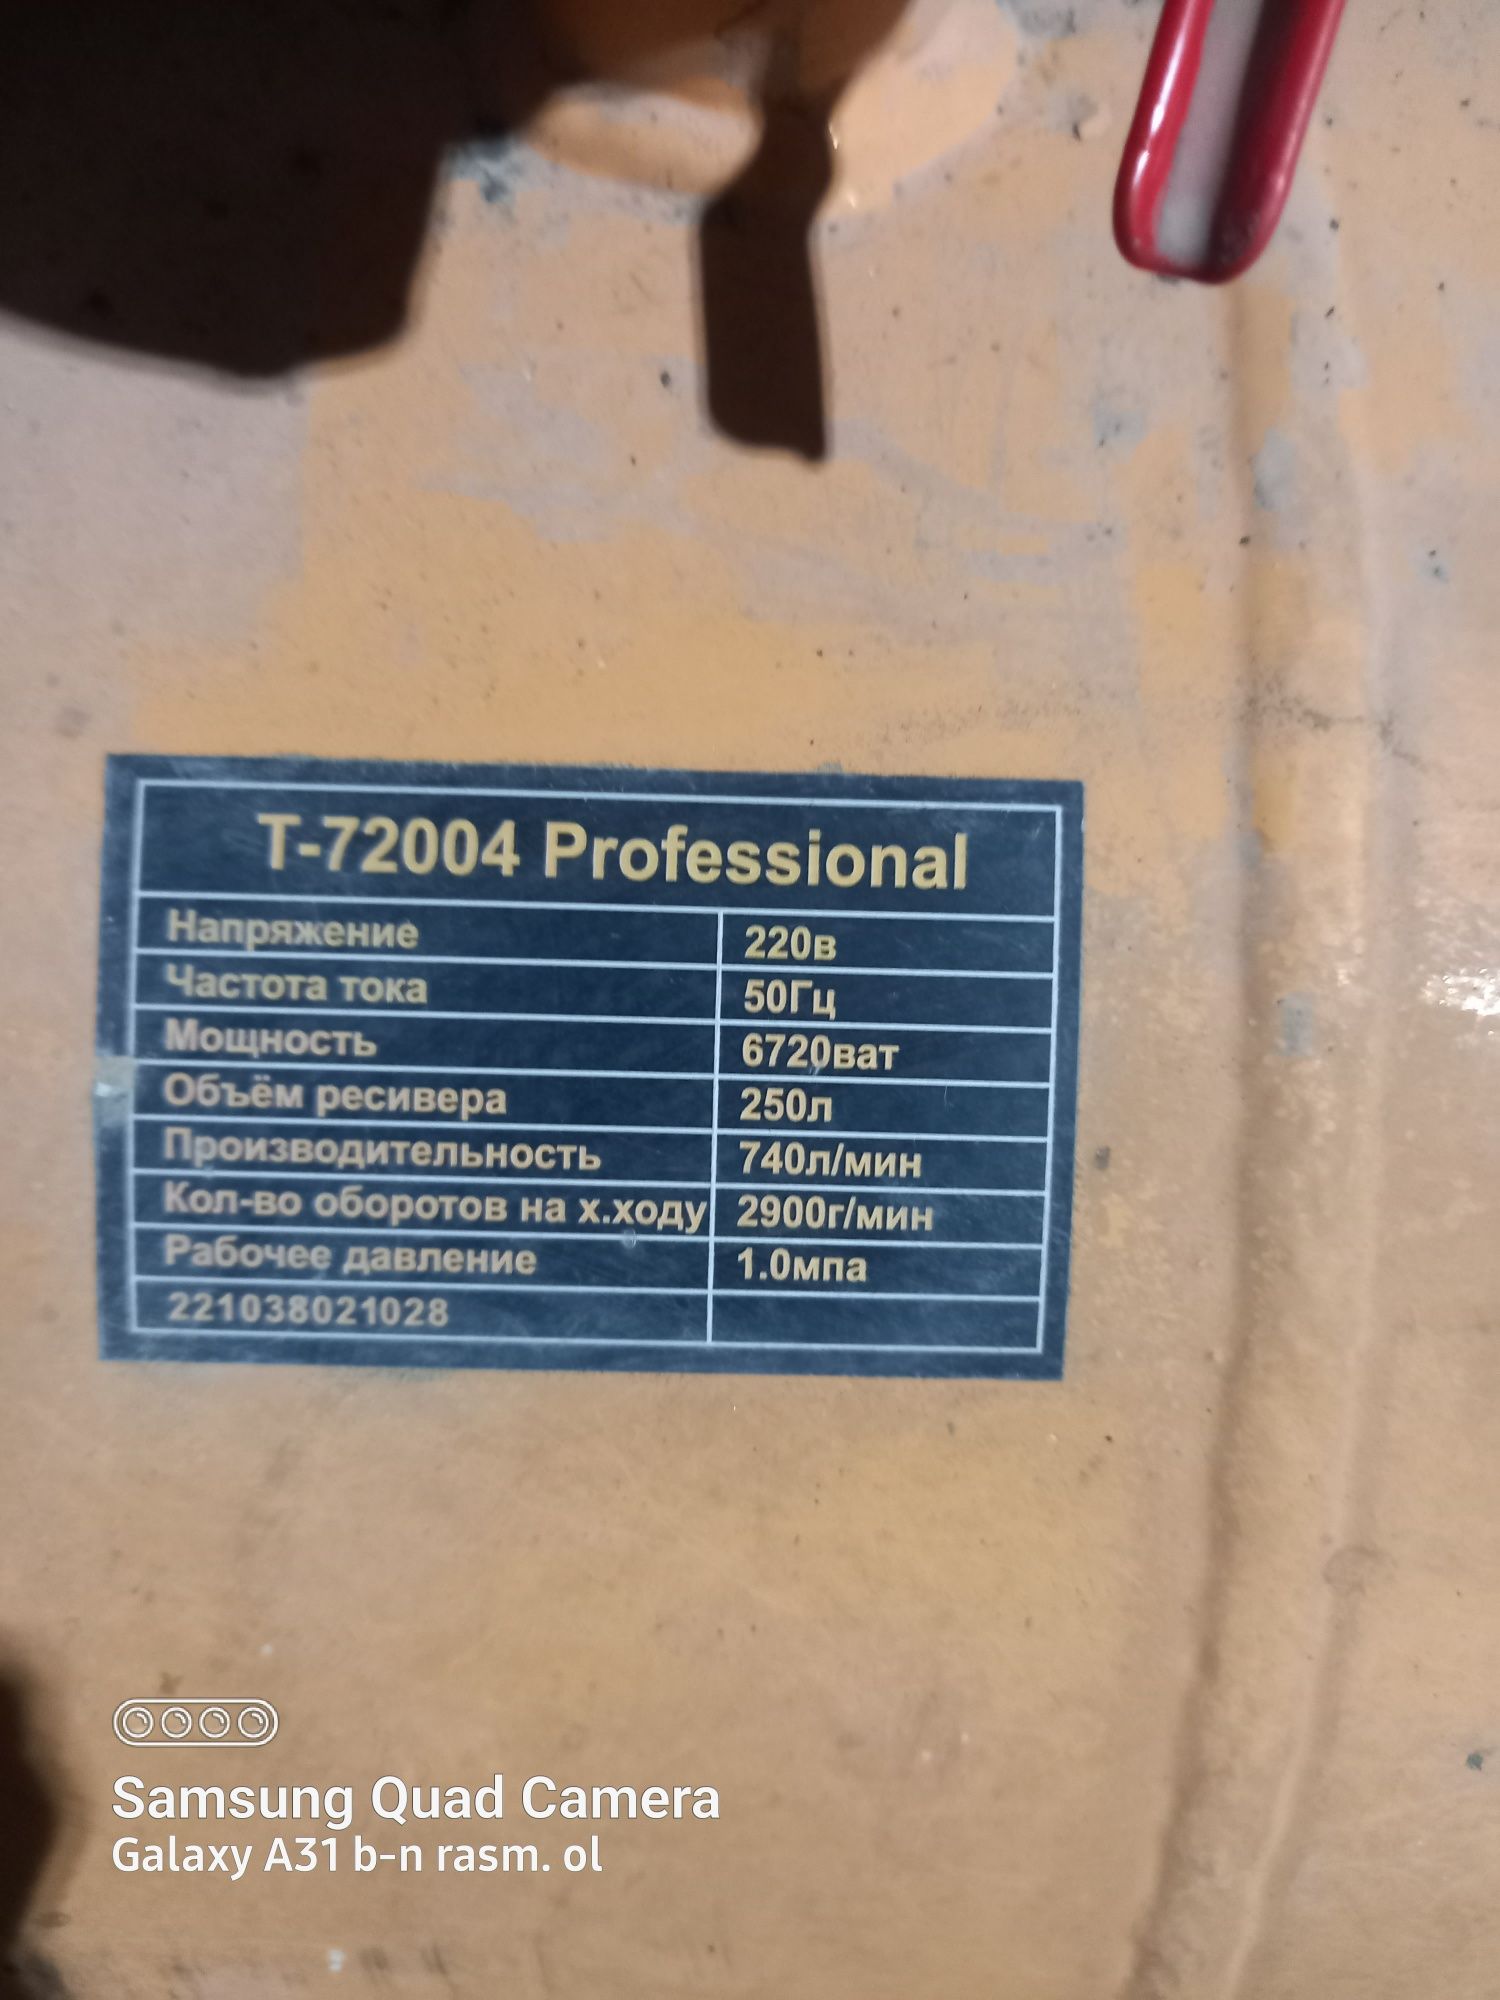 T-72004 Professional
Напряжение 220в
Частота тока 50Гц
Мощность 6720ват
Объём ресивера 250л
Производительность 740л/мин
Кол-во оборотов на х.ходу 2900г/мин
Рабочее давление 1.0мпа
221038021028
Samsung Quad Camera
Galaxy A31 b-n rasm. ol